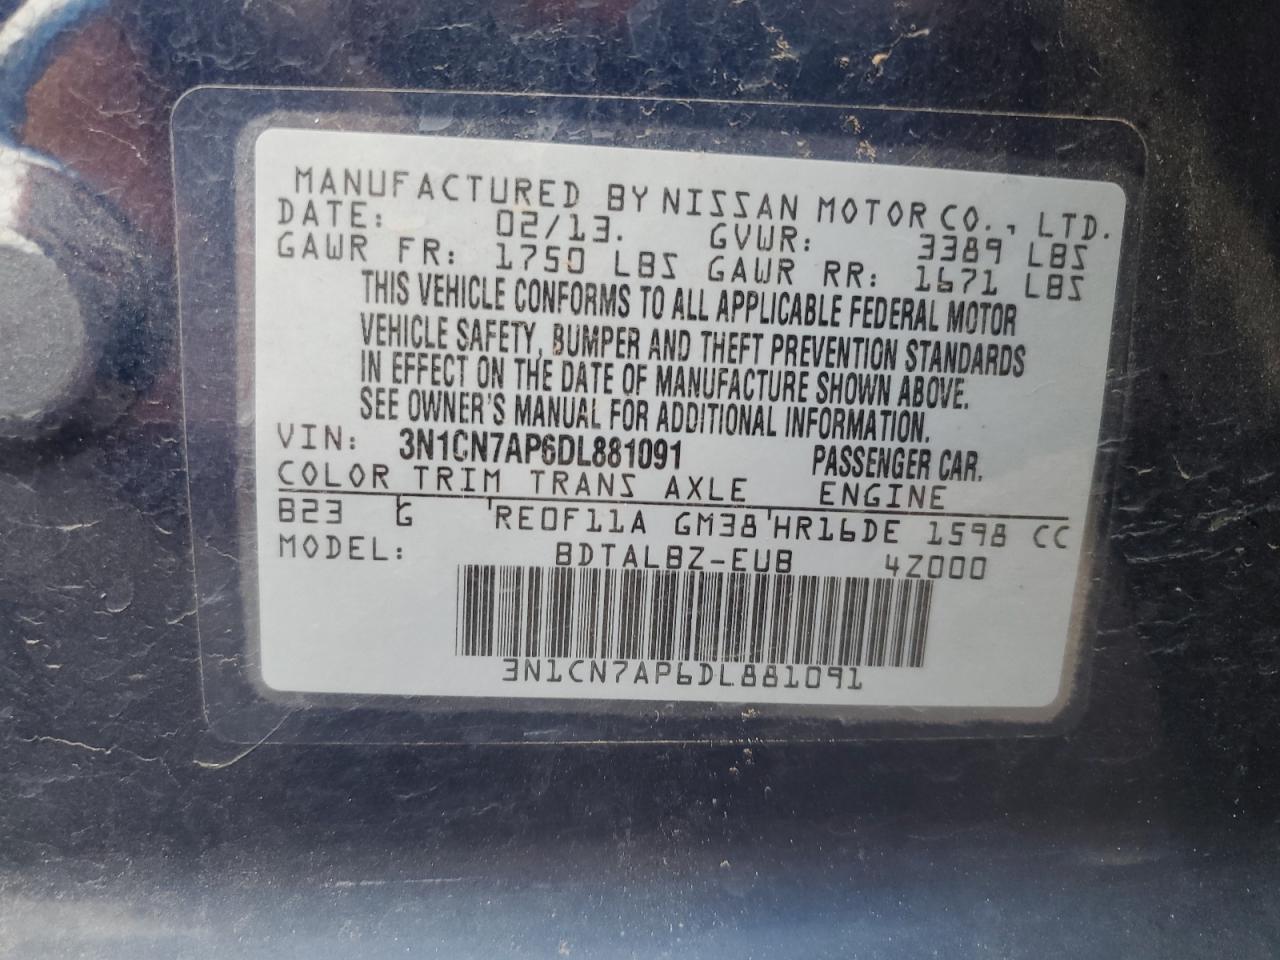 MANUFACTURED BY NISSAN MOTOR CO., LTD.
DATE: 02/13. GVWR: 3389 LBS
GAWR FR: 1750 LBS GAWR RR: 1671 LBS
THIS VEHICLE CONFORMS TO ALL APPLICABLE FEDERAL MOTOR
VEHICLE SAFETY, BUMPER AND THEFT PREVENTION STANDARDS
IN EFFECT ON THE DATE OF MANUFACTURE SHOWN ABOVE.
SEE OWNER'S MANUAL FOR ADDITIONAL INFORMATION.
VIN: 3N1CN7AP6DL881091 PASSENGER CAR.
COLOR TRIM TRANS AXLE ENGINE
B23 G RE0F11A GM38 HR16DE 1598 CC
MODEL: BDTALBZ-EUB 4Z000
3N1CN7AP6DL881091